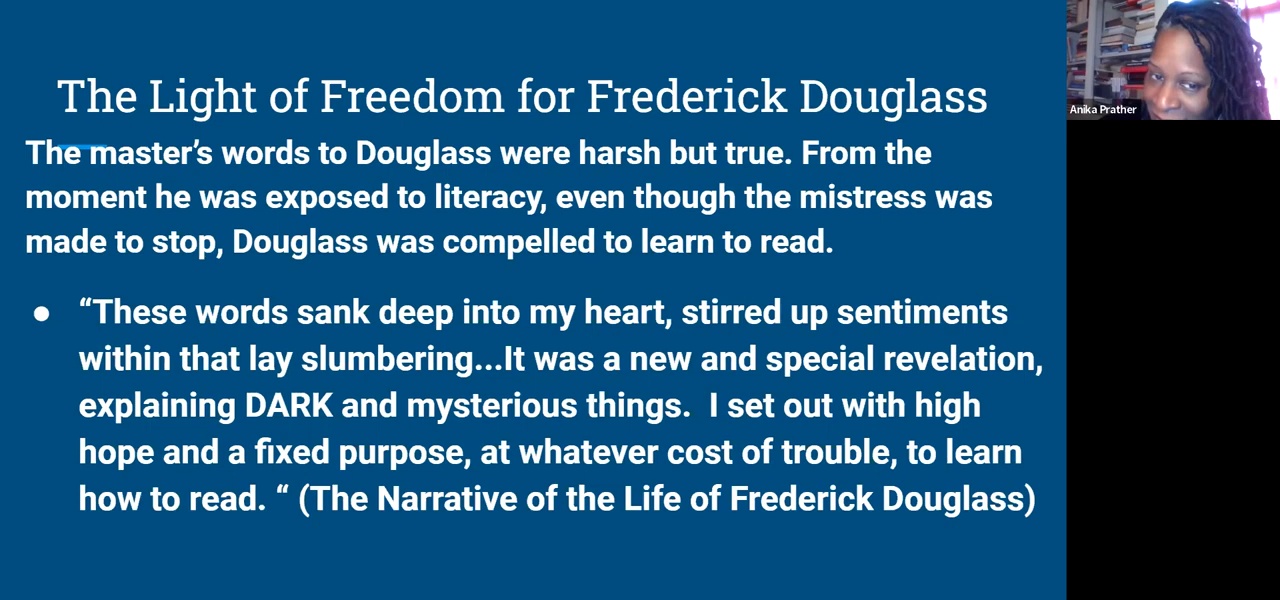 The Light of Freedom for Frederick Douglass
The master’s words to Douglass were harsh but true. From the
moment he was exposed to literacy, even though the mistress was
made to stop, Douglass was compelled to learn to read.
● “These words sank deep into my heart, stirred up sentiments
within that lay slumbering...It was a new and special revelation,
explaining DARK and mysterious things.  I set out with high
hope and a fixed purpose, at whatever cost of trouble, to learn
how to read. “ (The Narrative of the Life of Frederick Douglass)
Anika Prather